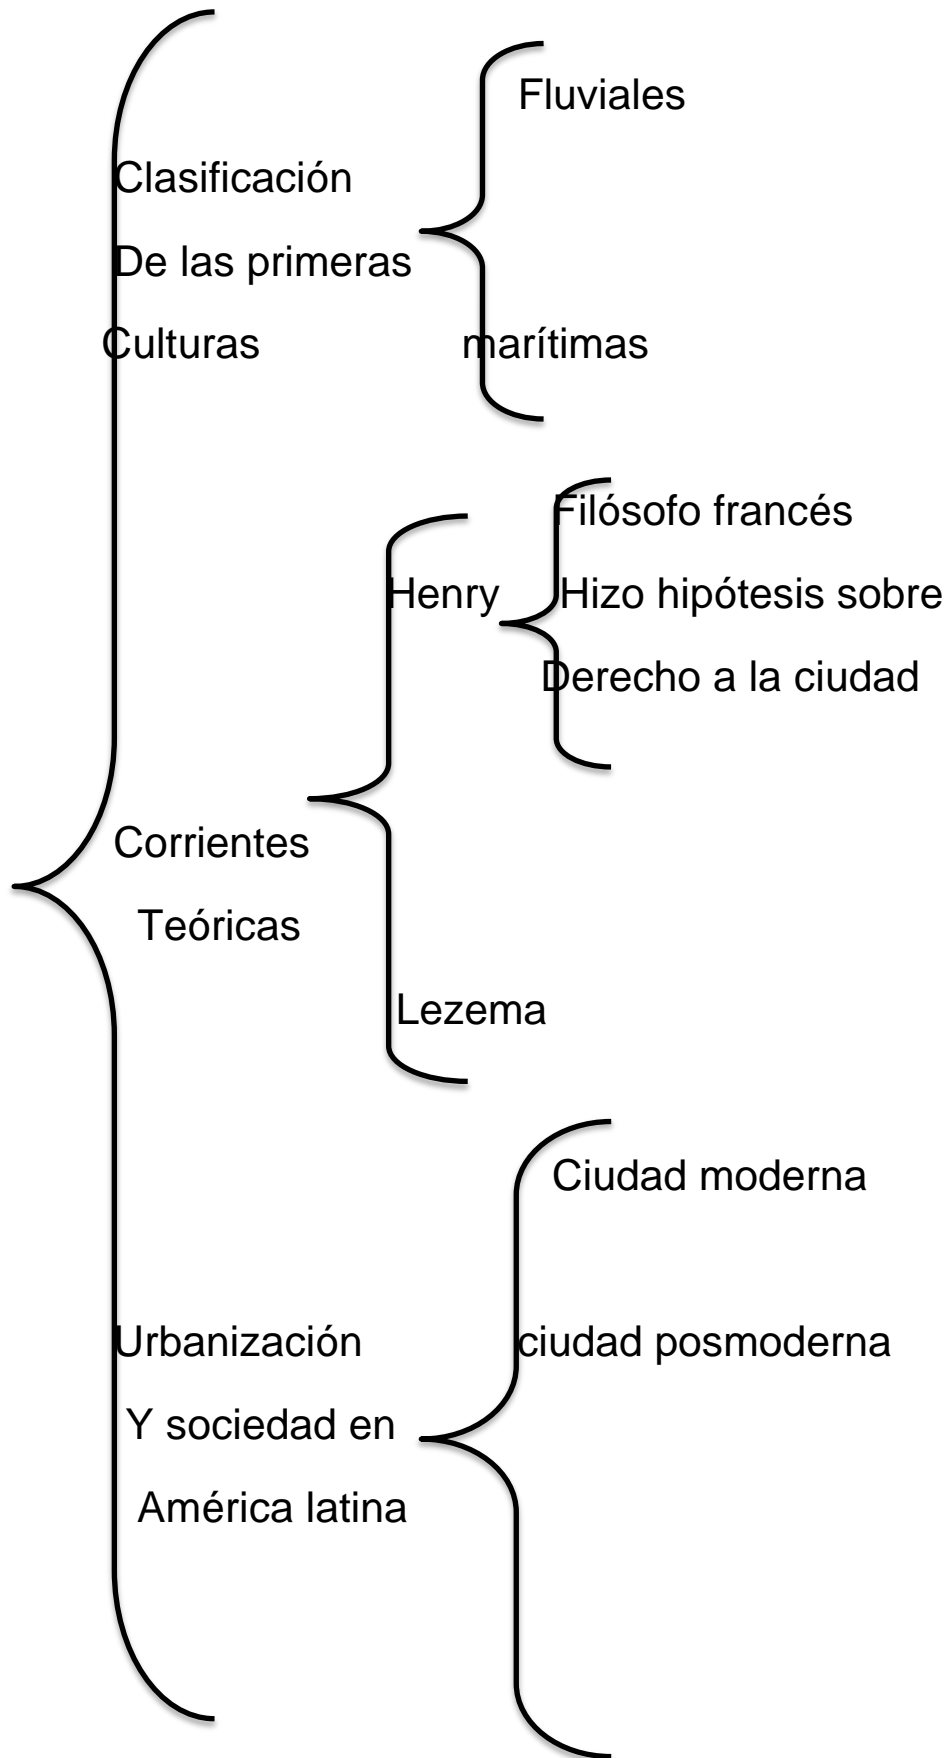 Fluviales
Clasificación
De las primeras
Culturas marítimas
Filósofo francés
Henry Hizo hipótesis sobre
Derecho a la ciudad
Corrientes
Teóricas
Lezema
Ciudad moderna
Urbanización ciudad posmoderna
Y sociedad en
América latina